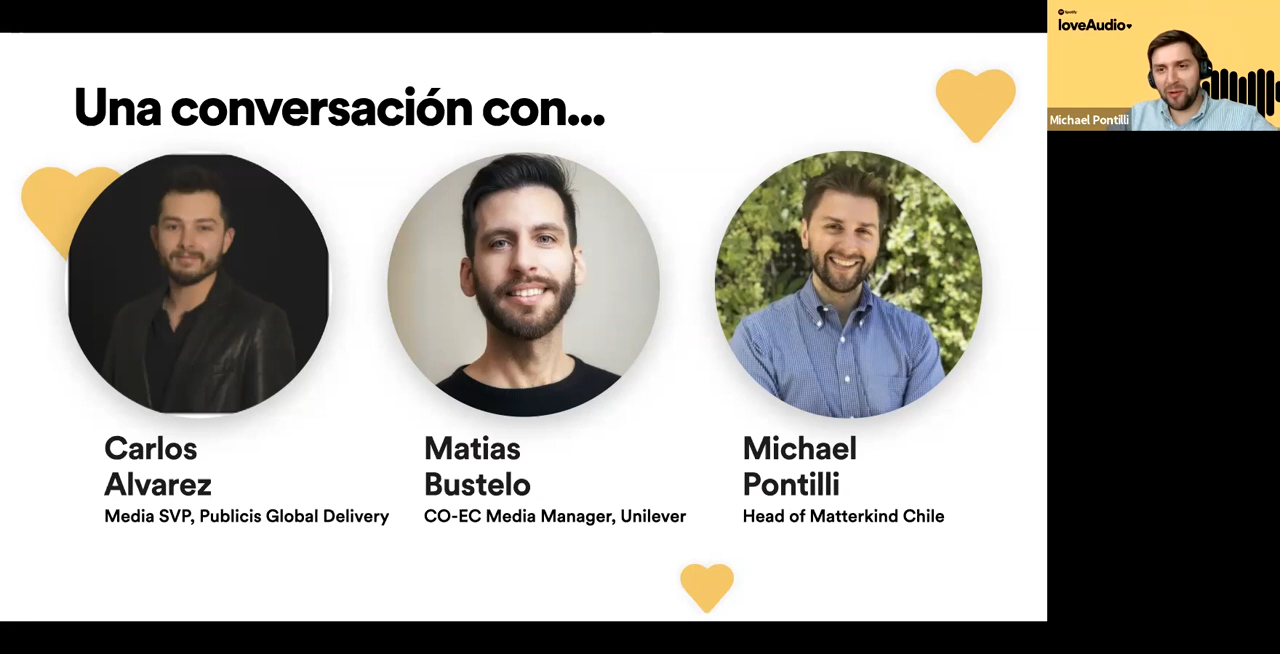 Una conversación con...
Carlos
Alvarez
Media SVP, Publicis Global Delivery
Matias
Bustelo
CO-EC Media Manager, Unilever
Michael
Pontilli
Head of Matterkind Chile
Spotify
loveAudio
Michael Pontilli